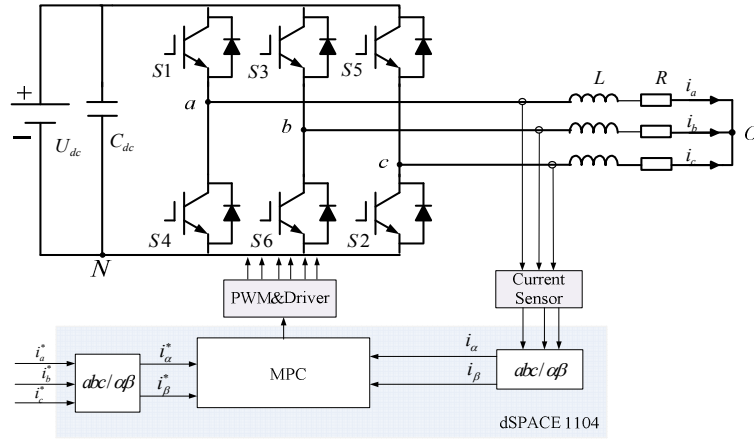 S1
S3
S5
L
R
i_a
a
i_b
b
+
−
U_dc
C_dc
i_c
c
S4
S6
S2
N
PWM&Driver
Current
Sensor
i_a^*
i_b^*
i_c^*
abc/αβ
i_α^*
i_β^*
MPC
i_α
i_β
abc/αβ
dSPACE 1104